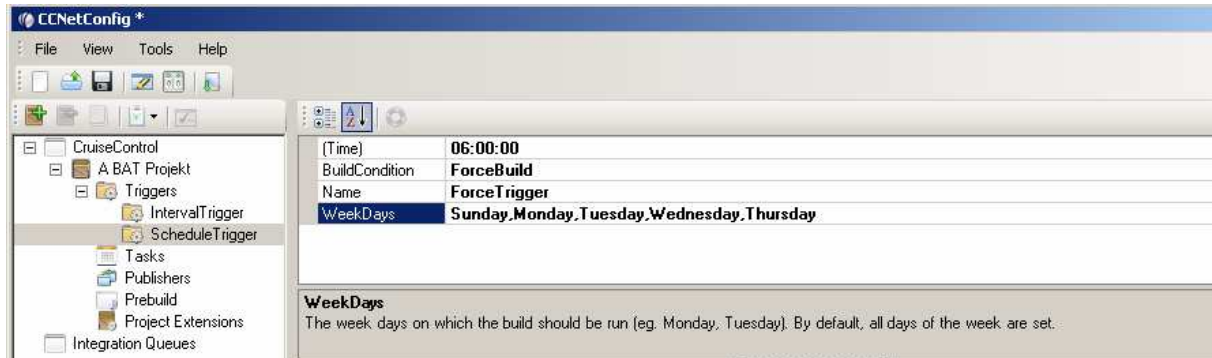 CCNetConfig *
File View Tools Help
CruiseControl
A BAT Projekt
Triggers
IntervalTrigger
ScheduleTrigger
Tasks
Publishers
Prebuild
Project Extensions
Integration Queues
(Time) 06:00:00
BuildCondition ForceBuild
Name ForceTrigger
WeekDays Sunday,Monday,Tuesday,Wednesday,Thursday
WeekDays
The week days on which the build should be run (eg. Monday, Tuesday). By default, all days of the week are set.